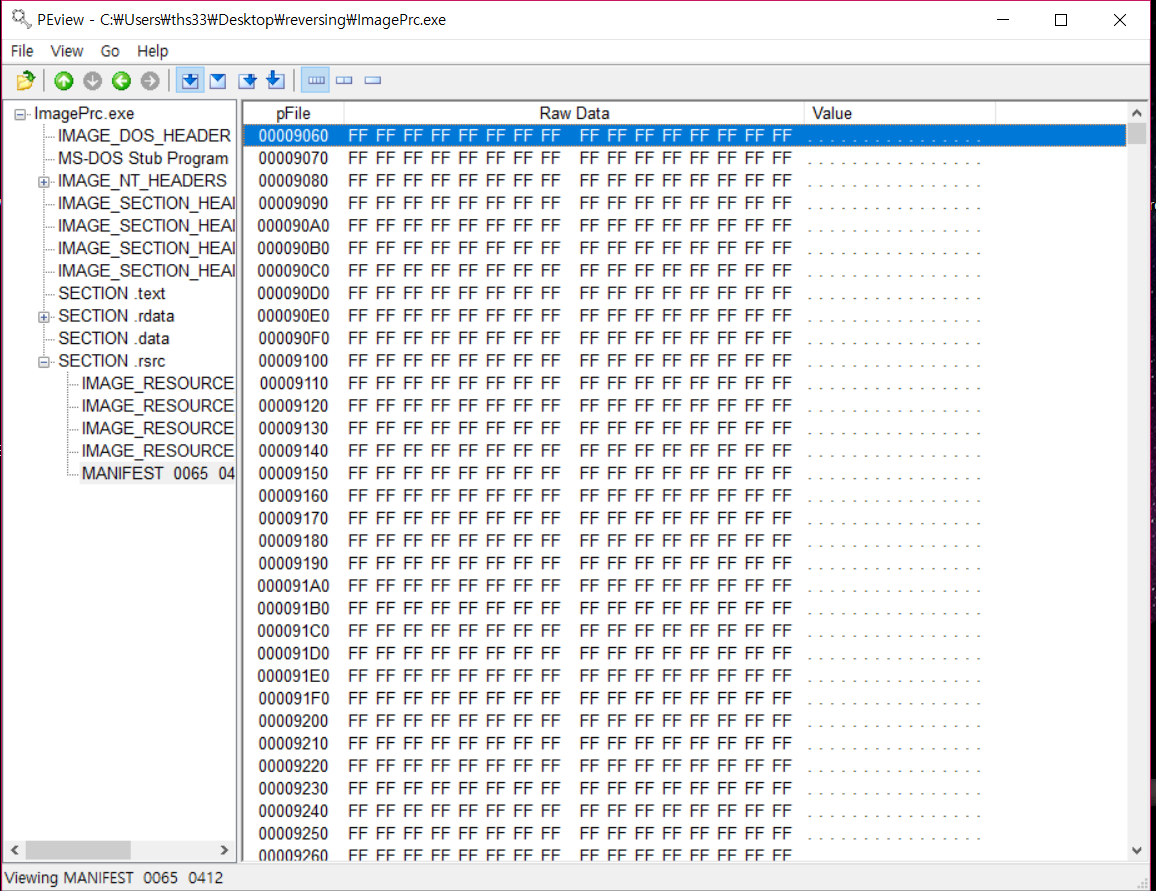 PEview - C:₩Users₩ths33₩Desktop₩reversing₩ImagePrc.exe
File View Go Help
ImagePrc.exe
IMAGE_DOS_HEADER
MS-DOS Stub Program
IMAGE_NT_HEADERS
IMAGE_SECTION_HEA
IMAGE_SECTION_HEA
IMAGE_SECTION_HEA
IMAGE_SECTION_HEA
SECTION .text
SECTION .rdata
SECTION .data
SECTION .rsrc
IMAGE_RESOURCE
IMAGE_RESOURCE
IMAGE_RESOURCE
IMAGE_RESOURCE
MANIFEST 0065 04
pFile Raw Data Value
00009060 FF FF FF FF FF FF FF FF FF FF FF FF FF FF FF FF . . . . . . . . . . . . . . . .
00009070 FF FF FF FF FF FF FF FF FF FF FF FF FF FF FF FF . . . . . . . . . . . . . . . .
00009080 FF FF FF FF FF FF FF FF FF FF FF FF FF FF FF FF . . . . . . . . . . . . . . . .
00009090 FF FF FF FF FF FF FF FF FF FF FF FF FF FF FF FF . . . . . . . . . . . . . . . .
000090A0 FF FF FF FF FF FF FF FF FF FF FF FF FF FF FF FF . . . . . . . . . . . . . . . .
000090B0 FF FF FF FF FF FF FF FF FF FF FF FF FF FF FF FF . . . . . . . . . . . . . . . .
000090C0 FF FF FF FF FF FF FF FF FF FF FF FF FF FF FF FF . . . . . . . . . . . . . . . .
000090D0 FF FF FF FF FF FF FF FF FF FF FF FF FF FF FF FF . . . . . . . . . . . . . . . .
000090E0 FF FF FF FF FF FF FF FF FF FF FF FF FF FF FF FF . . . . . . . . . . . . . . . .
000090F0 FF FF FF FF FF FF FF FF FF FF FF FF FF FF FF FF . . . . . . . . . . . . . . . .
00009100 FF FF FF FF FF FF FF FF FF FF FF FF FF FF FF FF . . . . . . . . . . . . . . . .
00009110 FF FF FF FF FF FF FF FF FF FF FF FF FF FF FF FF . . . . . . . . . . . . . . . .
00009120 FF FF FF FF FF FF FF FF FF FF FF FF FF FF FF FF . . . . . . . . . . . . . . . .
00009130 FF FF FF FF FF FF FF FF FF FF FF FF FF FF FF FF . . . . . . . . . . . . . . . .
00009140 FF FF FF FF FF FF FF FF FF FF FF FF FF FF FF FF . . . . . . . . . . . . . . . .
00009150 FF FF FF FF FF FF FF FF FF FF FF FF FF FF FF FF . . . . . . . . . . . . . . . .
00009160 FF FF FF FF FF FF FF FF FF FF FF FF FF FF FF FF . . . . . . . . . . . . . . . .
00009170 FF FF FF FF FF FF FF FF FF FF FF FF FF FF FF FF . . . . . . . . . . . . . . . .
00009180 FF FF FF FF FF FF FF FF FF FF FF FF FF FF FF FF . . . . . . . . . . . . . . . .
00009190 FF FF FF FF FF FF FF FF FF FF FF FF FF FF FF FF . . . . . . . . . . . . . . . .
000091A0 FF FF FF FF FF FF FF FF FF FF FF FF FF FF FF FF . . . . . . . . . . . . . . . .
000091B0 FF FF FF FF FF FF FF FF FF FF FF FF FF FF FF FF . . . . . . . . . . . . . . . .
000091C0 FF FF FF FF FF FF FF FF FF FF FF FF FF FF FF FF . . . . . . . . . . . . . . . .
000091D0 FF FF FF FF FF FF FF FF FF FF FF FF FF FF FF FF . . . . . . . . . . . . . . . .
000091E0 FF FF FF FF FF FF FF FF FF FF FF FF FF FF FF FF . . . . . . . . . . . . . . . .
000091F0 FF FF FF FF FF FF FF FF FF FF FF FF FF FF FF FF . . . . . . . . . . . . . . . .
00009200 FF FF FF FF FF FF FF FF FF FF FF FF FF FF FF FF . . . . . . . . . . . . . . . .
00009210 FF FF FF FF FF FF FF FF FF FF FF FF FF FF FF FF . . . . . . . . . . . . . . . .
00009220 FF FF FF FF FF FF FF FF FF FF FF FF FF FF FF FF . . . . . . . . . . . . . . . .
00009230 FF FF FF FF FF FF FF FF FF FF FF FF FF FF FF FF . . . . . . . . . . . . . . . .
00009240 FF FF FF FF FF FF FF FF FF FF FF FF FF FF FF FF . . . . . . . . . . . . . . . .
00009250 FF FF FF FF FF FF FF FF FF FF FF FF FF FF FF FF . . . . . . . . . . . . . . . .
00009260 FF FF FF FF FF FF FF FF FF FF FF FF FF FF FF FF
Viewing MANIFEST 0065 0412